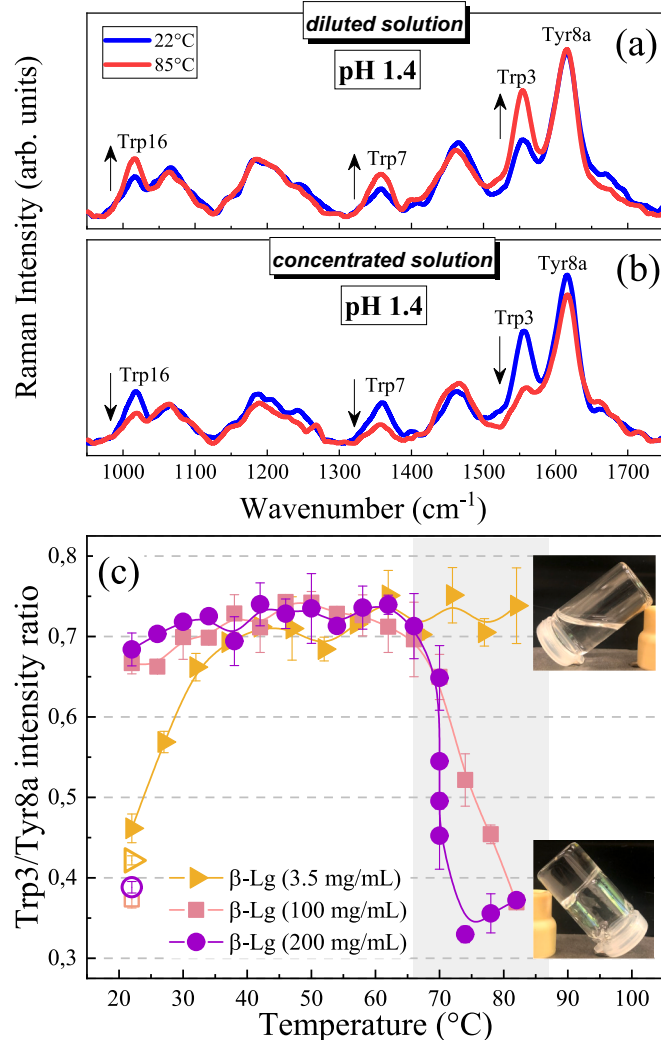 diluted solution
(a)
22°C
85°C
pH 1.4
Tyr8a
Trp3
Trp16
Trp7
concentrated solution
(b)
pH 1.4
Tyr8a
Trp3
Trp16
Trp7
Raman Intensity (arb. units)
1000 1100 1200 1300 1400 1500 1600 1700
Wavenumber (cm⁻¹)
(c)
0,8
0,7
0,6
0,5
0,4
0,3
Trp3/Tyr8a intensity ratio
β-Lg (3.5 mg/mL)
β-Lg (100 mg/mL)
β-Lg (200 mg/mL)
20 30 40 50 60 70 80 90 100
Temperature (°C)